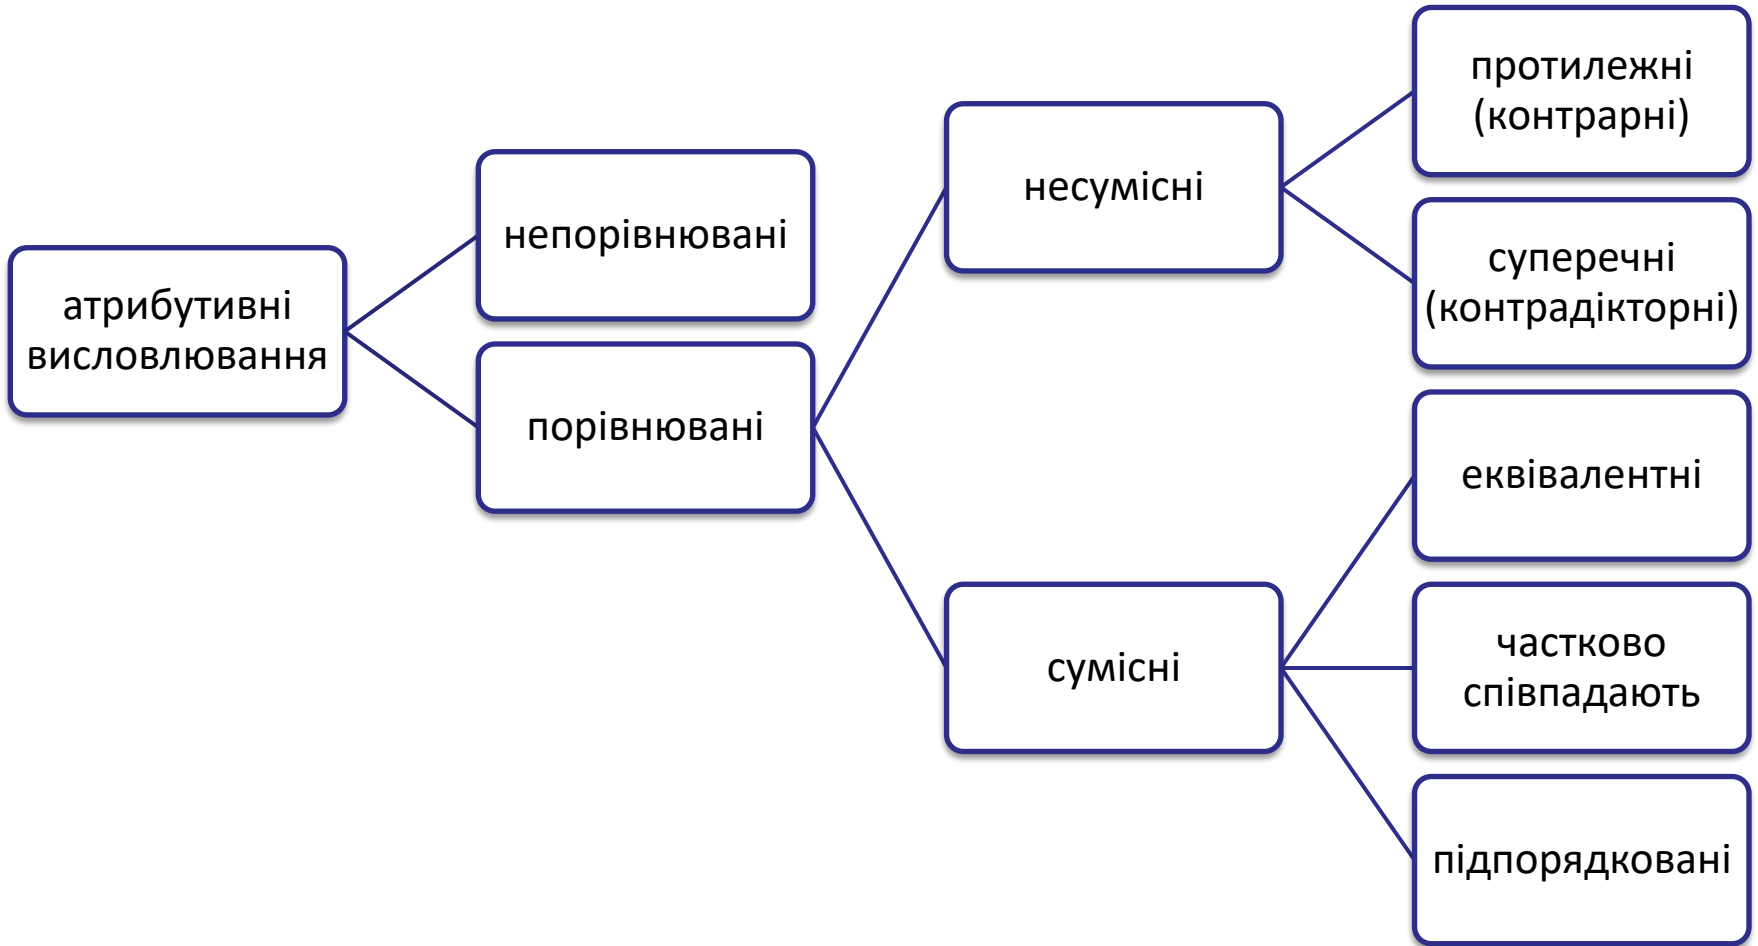 атрибутивні
висловлювання
непорівнювані
порівнювані
несумісні
сумісні
протилежні
(контрарні)
суперечні
(контрадікторні)
еквівалентні
частково
співпадають
підпорядковані